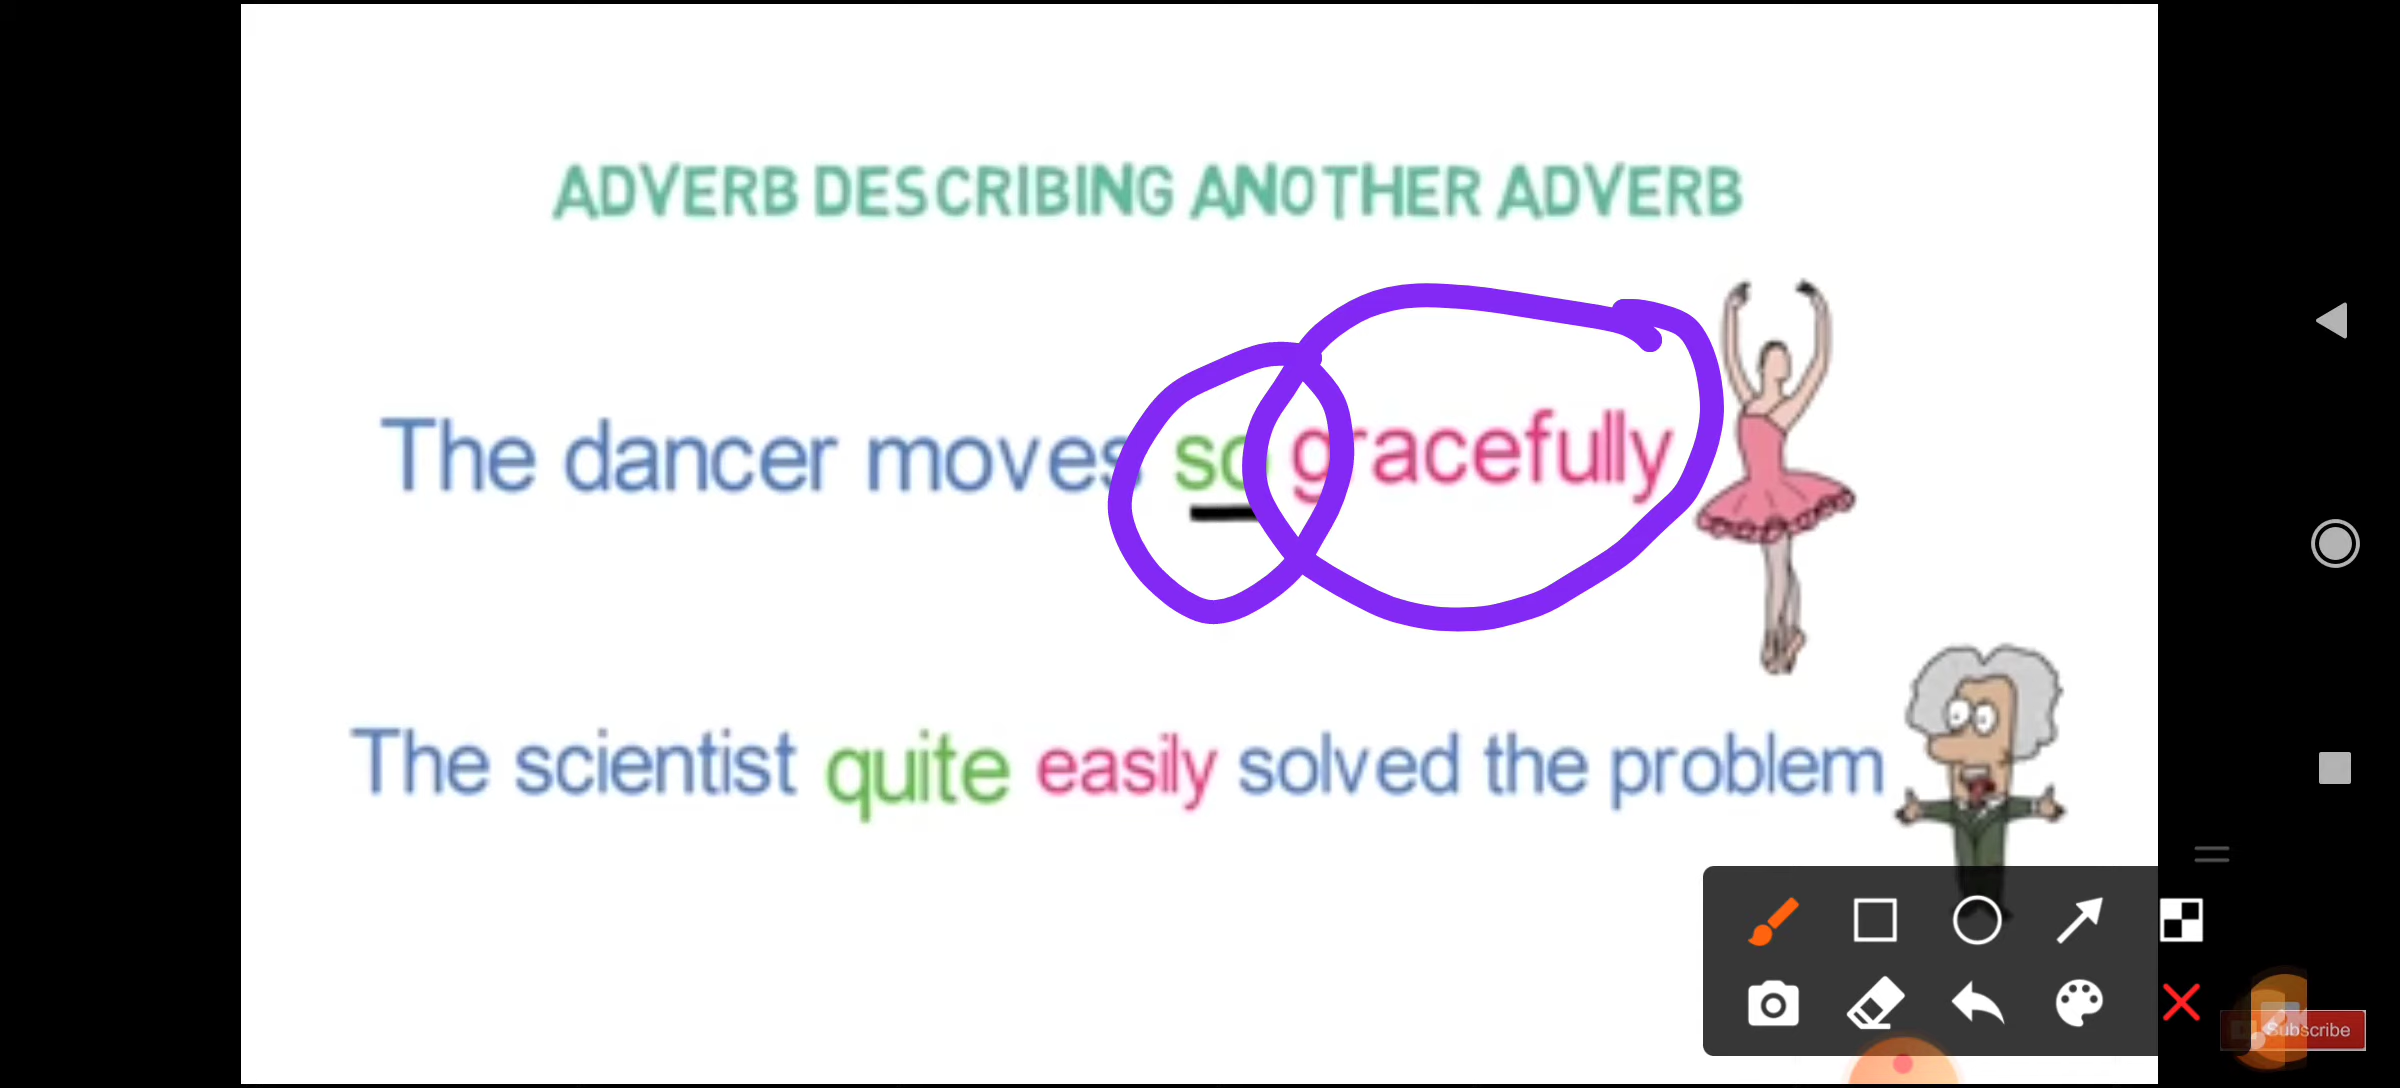 ADVERB DESCRIBING ANOTHER ADVERB
The dancer moves so gracefully
The scientist quite easily solved the problem
Subscribe